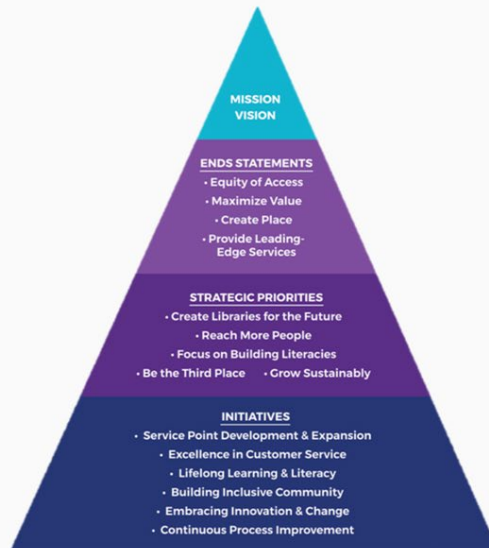 MISSION
VISION
ENDS STATEMENTS
• Equity of Access
• Maximize Value
• Create Place
• Provide Leading-
Edge Services
STRATEGIC PRIORITIES
• Create Libraries for the Future
• Reach More People
• Focus on Building Literacies
• Be the Third Place • Grow Sustainably
INITIATIVES
• Service Point Development & Expansion
• Excellence in Customer Service
• Lifelong Learning & Literacy
• Building Inclusive Community
• Embracing Innovation & Change
• Continuous Process Improvement